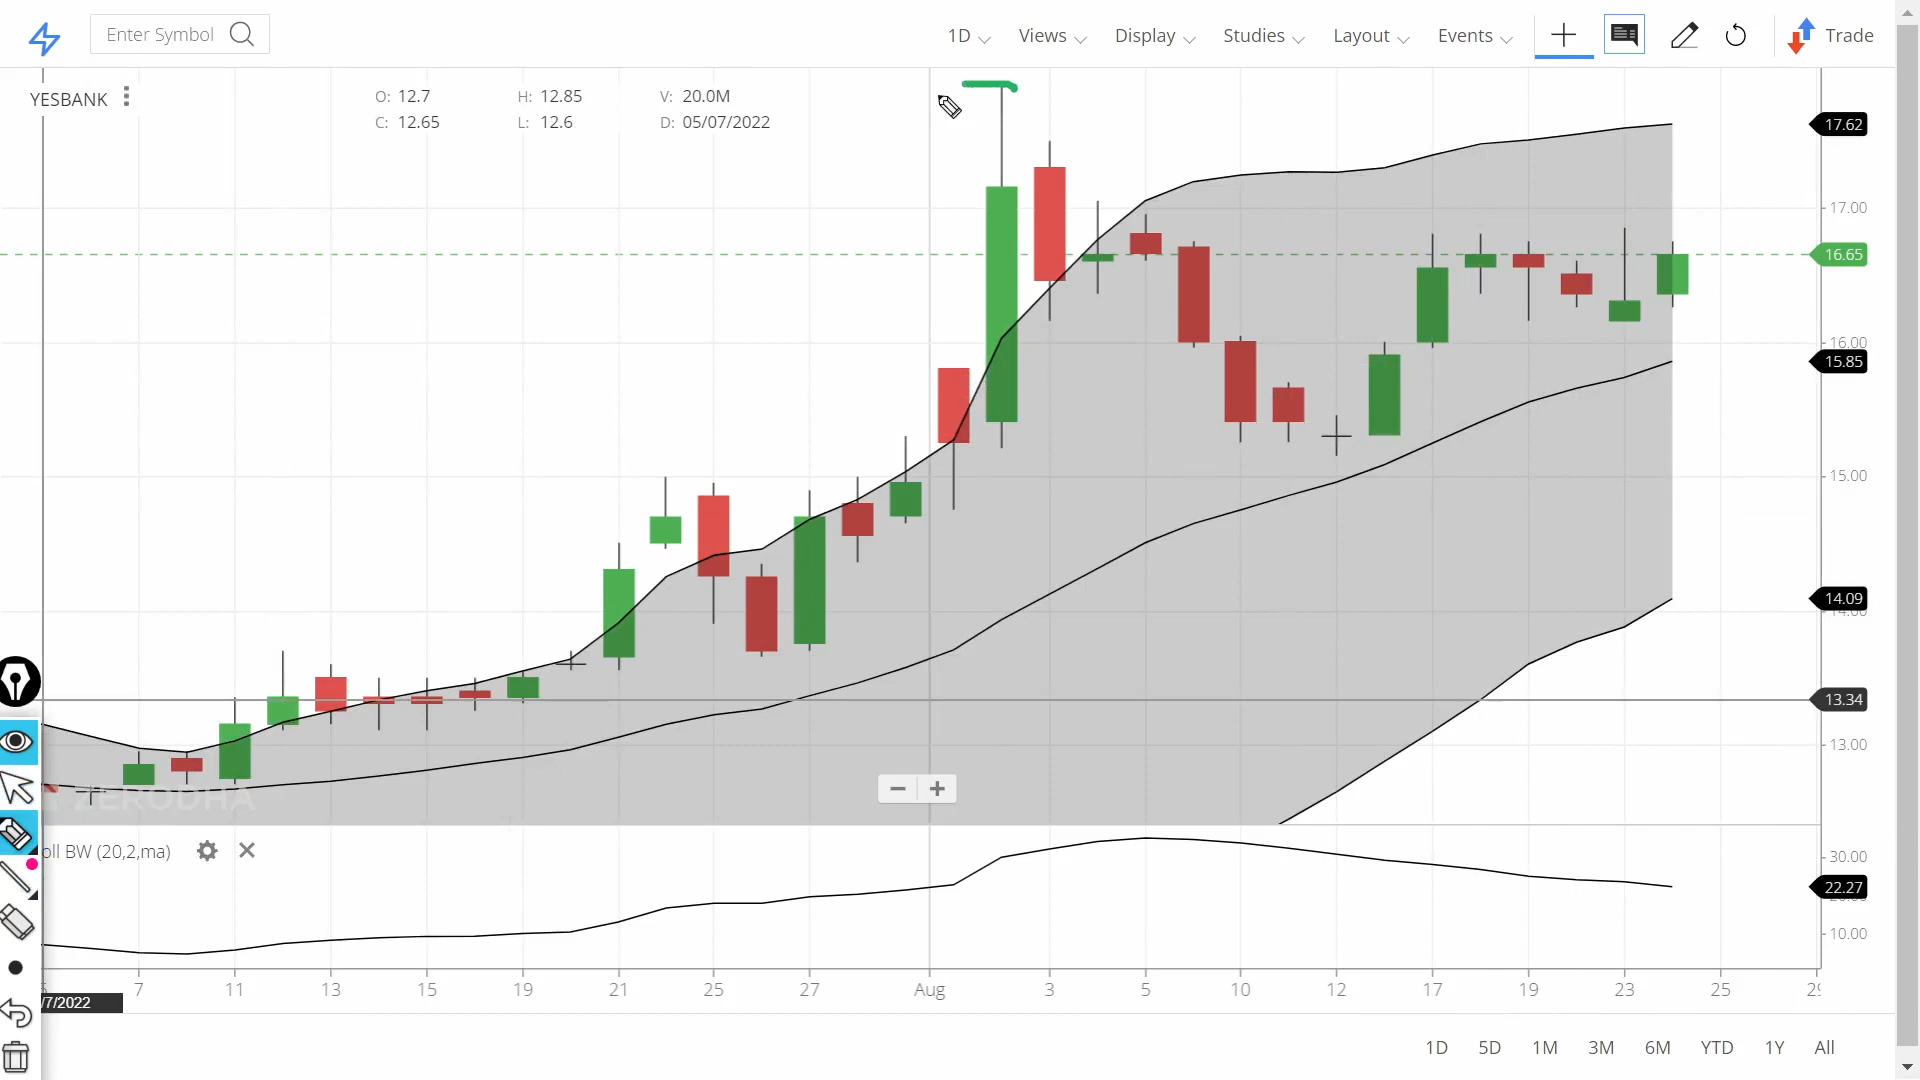 Enter Symbol
1D Views Display Studies Layout Events Trade
YESBANK
O: 12.7 H: 12.85 V: 20.0M
C: 12.65 L: 12.6 D: 05/07/2022
17.62
17.00
16.65
16.00
15.85
15.00
14.09
13.34
13.00
ZERODHA
oll BW (20,2,ma)
30.00
22.27
10.00
7 11 13 15 19 21 25 27 Aug 3 5 10 12 17 19 23 25
/7/2022
1D 5D 1M 3M 6M YTD 1Y All